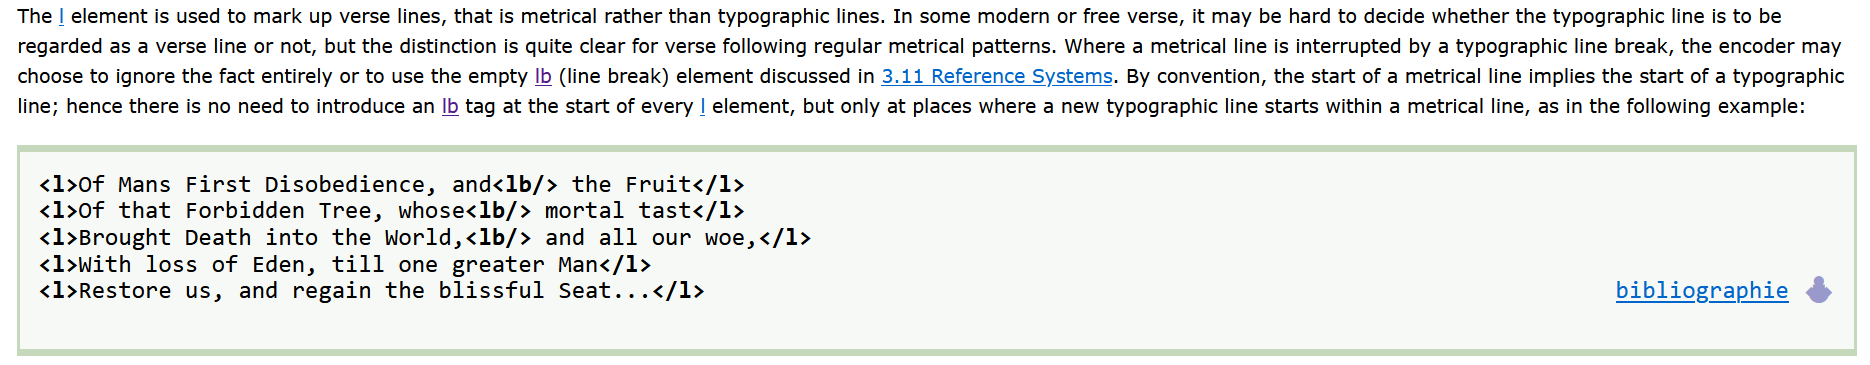 The l element is used to mark up verse lines, that is metrical rather than typographic lines. In some modern or free verse, it may be hard to decide whether the typographic line is to be
regarded as a verse line or not, but the distinction is quite clear for verse following regular metrical patterns. Where a metrical line is interrupted by a typographic line break, the encoder may
choose to ignore the fact entirely or to use the empty lb (line break) element discussed in 3.11 Reference Systems. By convention, the start of a metrical line implies the start of a typographic
line; hence there is no need to introduce an lb tag at the start of every l element, but only at places where a new typographic line starts within a metrical line, as in the following example:
<l>Of Mans First Disobedience, and<lb/> the Fruit</l>
<l>Of that Forbidden Tree, whose<lb/> mortal tast</l>
<l>Brought Death into the World,<lb/> and all our woe,</l>
<l>With loss of Eden, till one greater Man</l>
<l>Restore us, and regain the blissful Seat...</l>
bibliographie